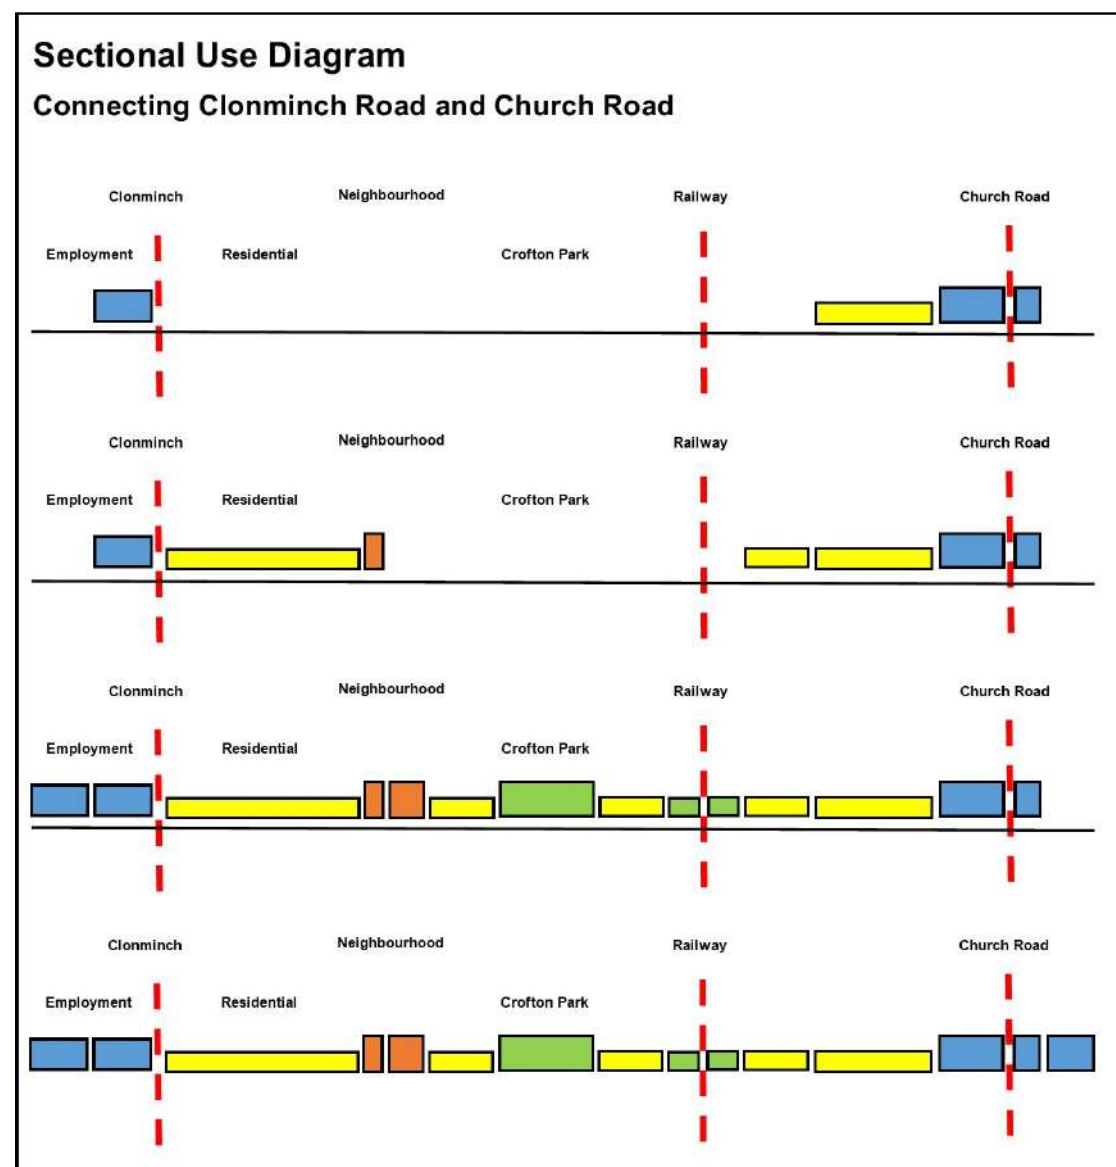 Sectional Use Diagram
Connecting Clonminch Road and Church Road
Clonminch Neighbourhood Railway Church Road
Employment Residential Crofton Park
Clonminch Neighbourhood Railway Church Road
Employment Residential Crofton Park
Clonminch Neighbourhood Railway Church Road
Employment Residential Crofton Park
Clonminch Neighbourhood Railway Church Road
Employment Residential Crofton Park